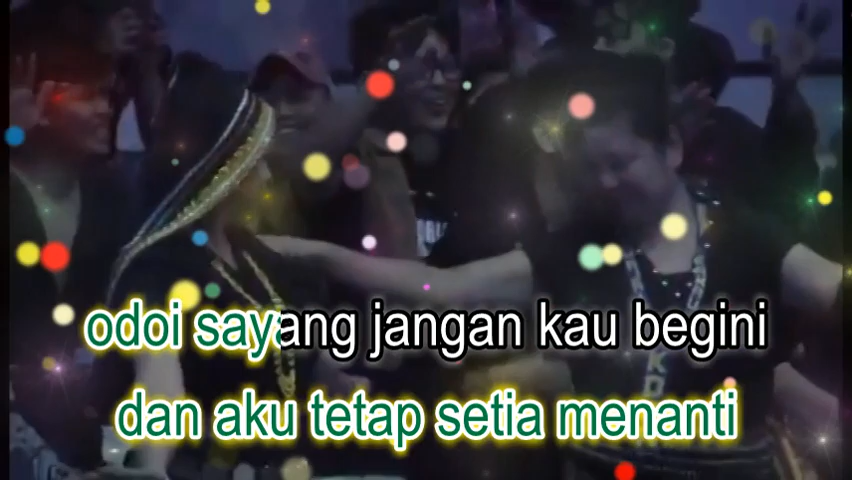 odoi sayang jangan kau begini
dan aku tetap setia menanti